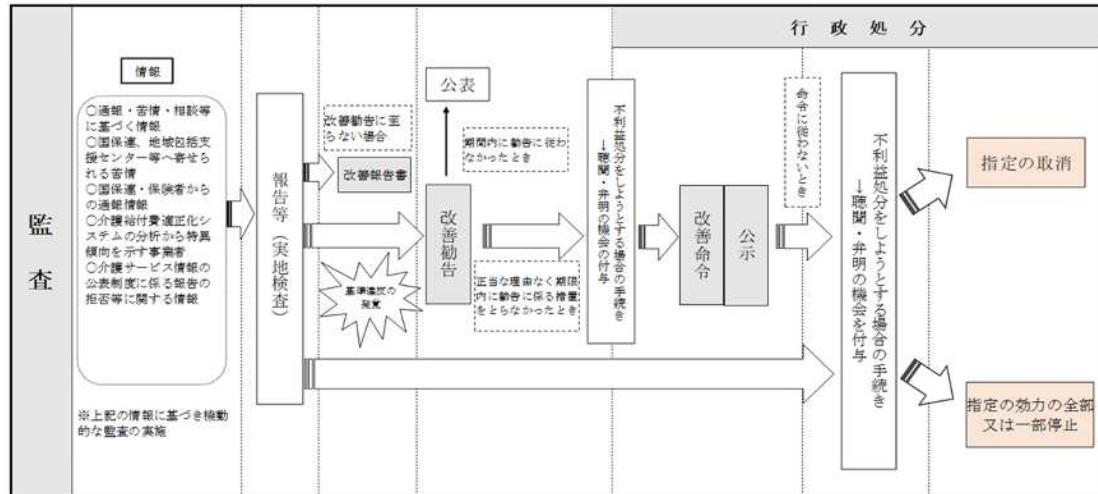 行政処分
監査
情報
○通報・苦情・相談等
に基づく情報
○国保連、地域包括支
援センター等へ寄せら
れる苦情
○国保連・保険者から
の通報情報
○介護給付費適正化シ
ステムの分析から特異
傾向を示す事業者
○介護サービス情報の
公表制度に係る報告の
拒否等に関する情報
※上記の情報に基づき機動
的な監査の実施
報告等（実地検査）
改善勧告に至
らない場合
改善報告書
基準違反の
発覚
公表
期間内に勧告に従わ
なかったとき
改善勧告
正当な理由なく期限
内に勧告に係る措置
をとらなかったとき
不利益処分をしようとする場合の手続き
→聴聞・弁明の機会の付与
改善命令
公示
命令に従わないとき
不利益処分をしようとする場合の手続き
→聴聞・弁明の機会を付与
指定の取消
指定の効力の全部
又は一部停止